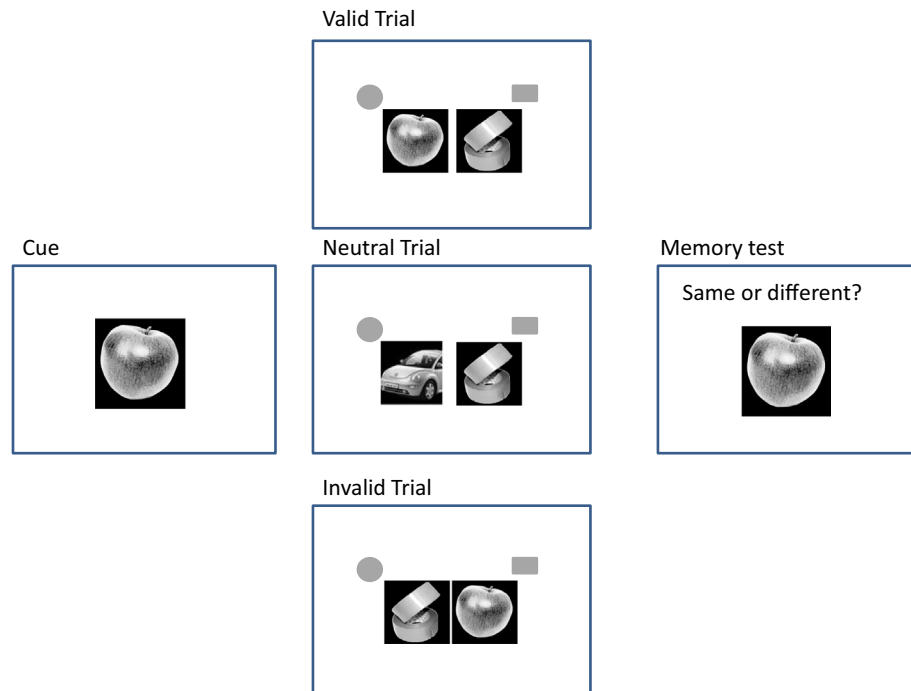 Valid Trial
Cue
Neutral Trial
Memory test
Same or different?
Invalid Trial